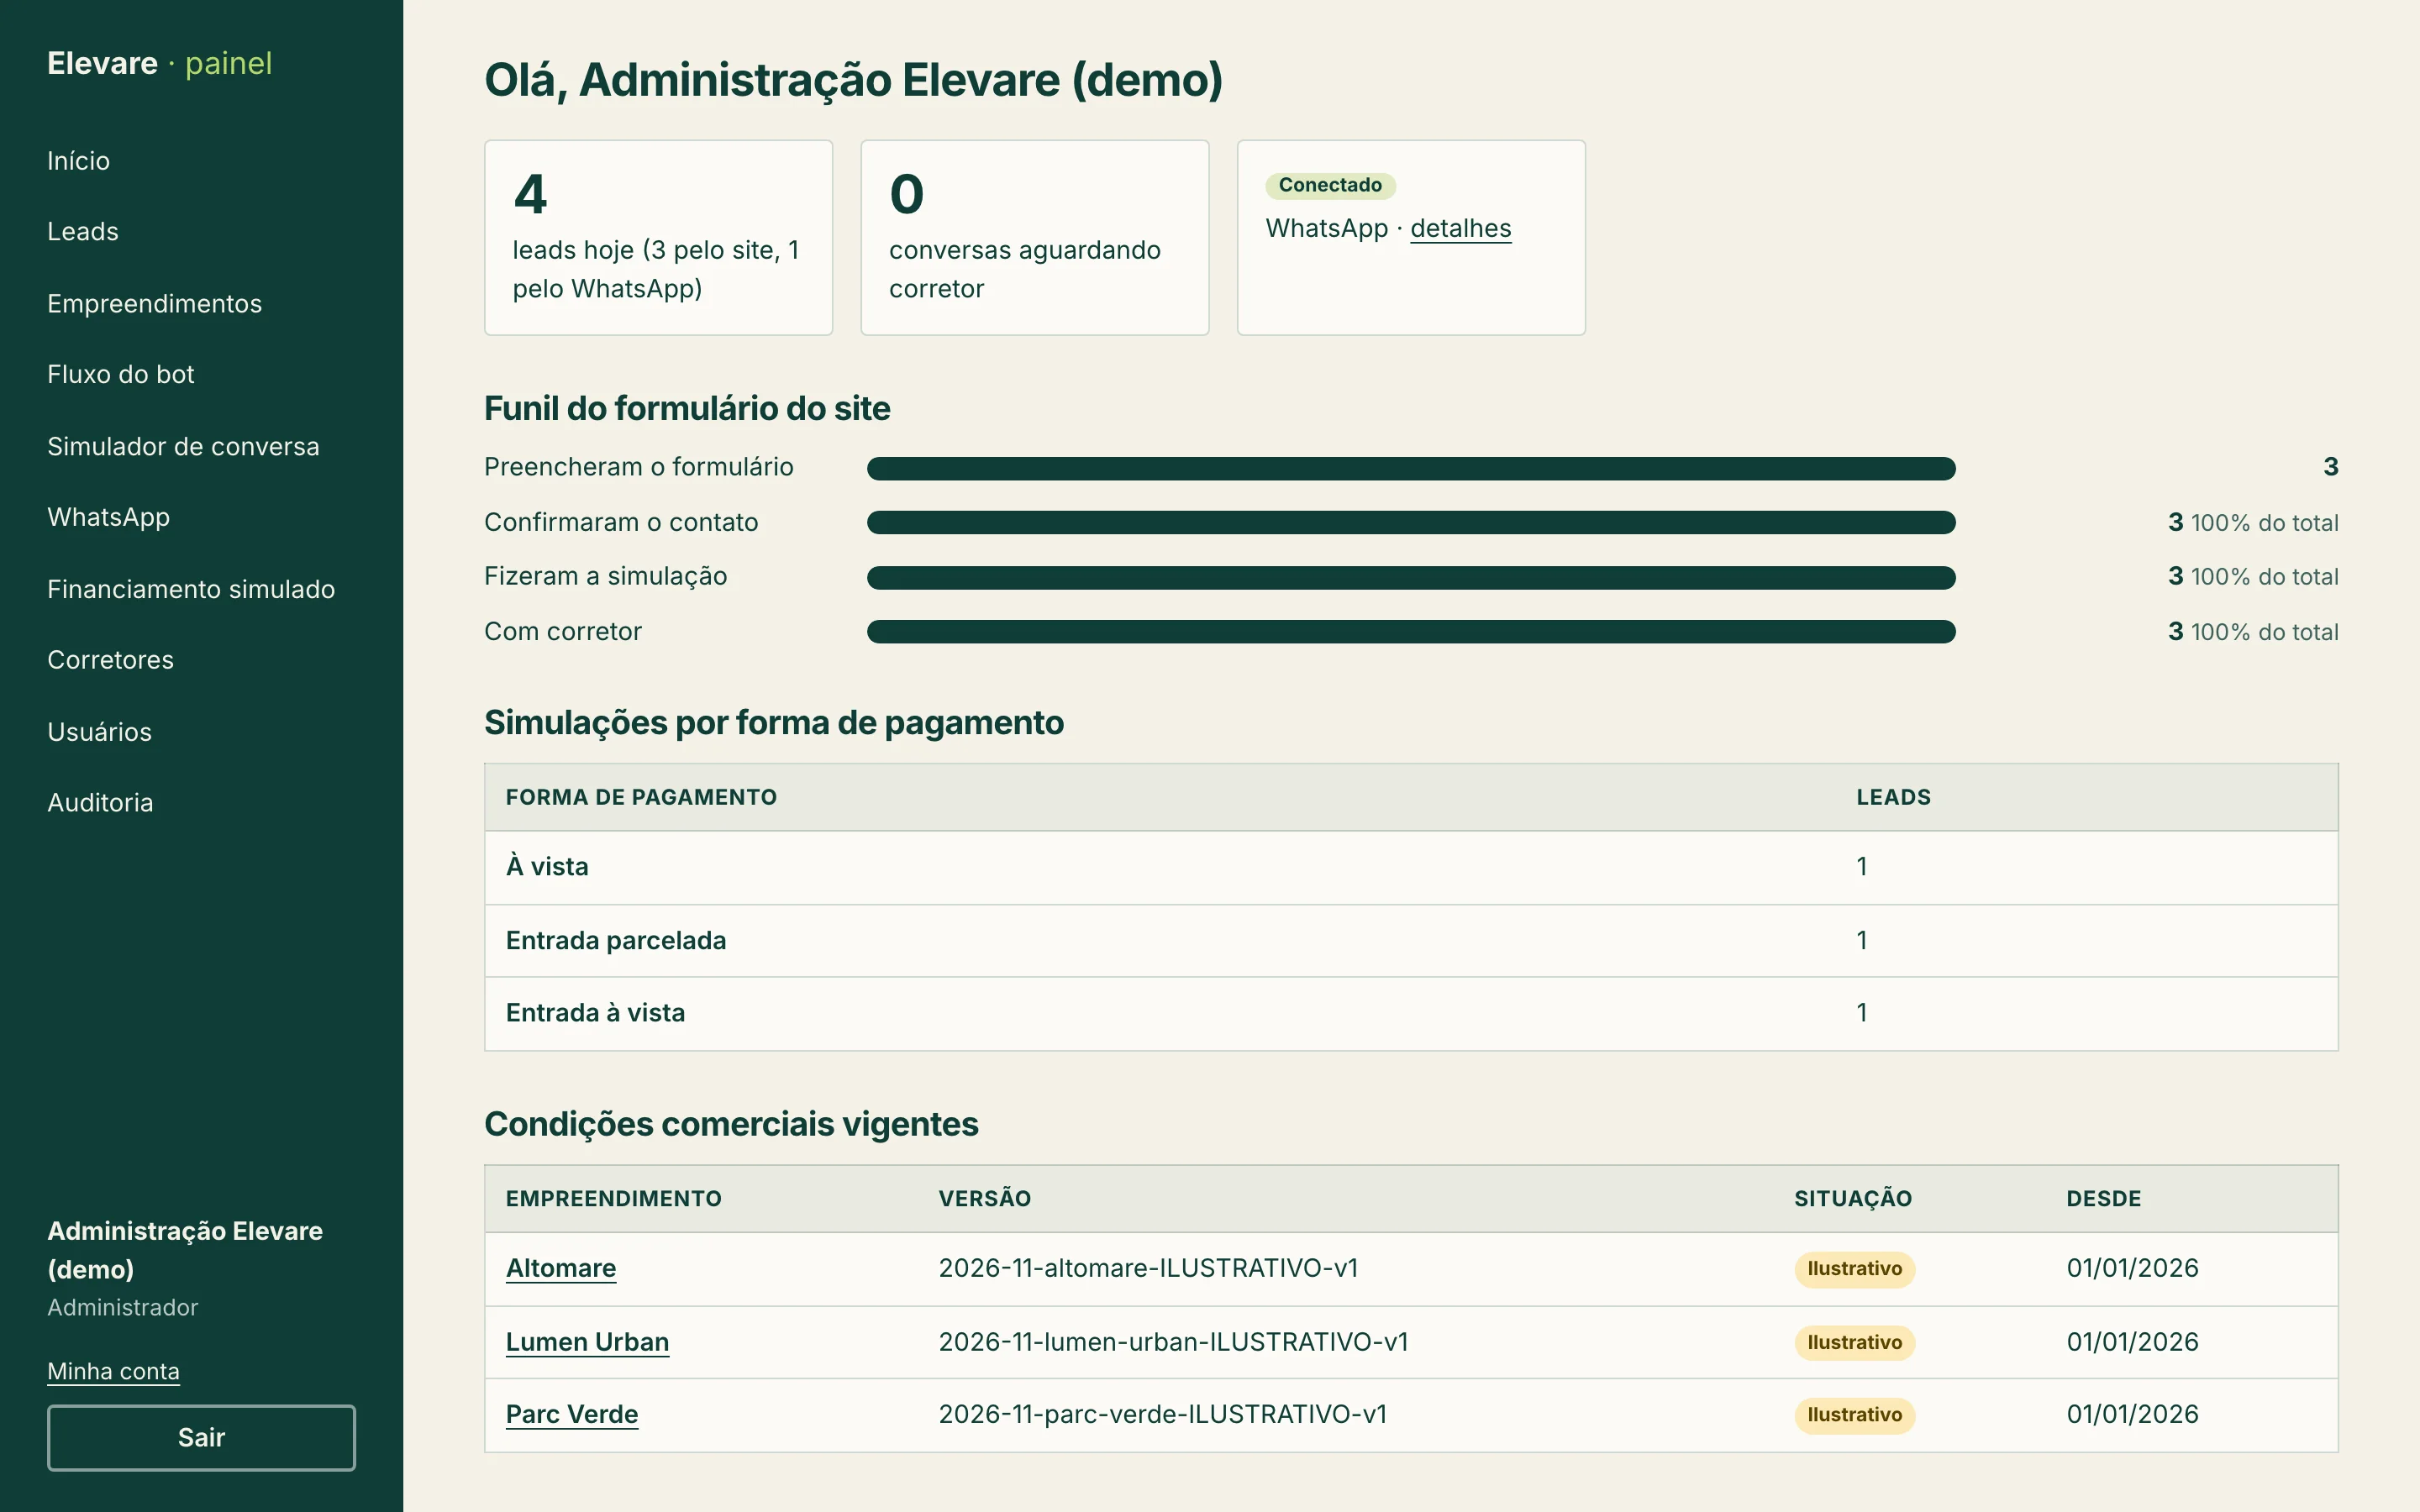 Elevare · painel
Início
Leads
Empreendimentos
Fluxo do bot
Simulador de conversa
WhatsApp
Financiamento simulado
Corretores
Usuários
Auditoria
Administração Elevare
(demo)
Administrador
Minha conta
Sair
Olá, Administração Elevare (demo)
4
leads hoje (3 pelo site, 1
pelo WhatsApp)
0
conversas aguardando
corretor
Conectado
WhatsApp · detalhes
Funil do formulário do site
Preencheram o formulário 3
Confirmaram o contato 3 100% do total
Fizeram a simulação 3 100% do total
Com corretor 3 100% do total
Simulações por forma de pagamento
FORMA DE PAGAMENTO LEADS
À vista 1
Entrada parcelada 1
Entrada à vista 1
Condições comerciais vigentes
EMPREENDIMENTO VERSÃO SITUAÇÃO DESDE
Altomare 2026-11-altomare-ILUSTRATIVO-v1 Ilustrativo 01/01/2026
Lumen Urban 2026-11-lumen-urban-ILUSTRATIVO-v1 Ilustrativo 01/01/2026
Parc Verde 2026-11-parc-verde-ILUSTRATIVO-v1 Ilustrativo 01/01/2026